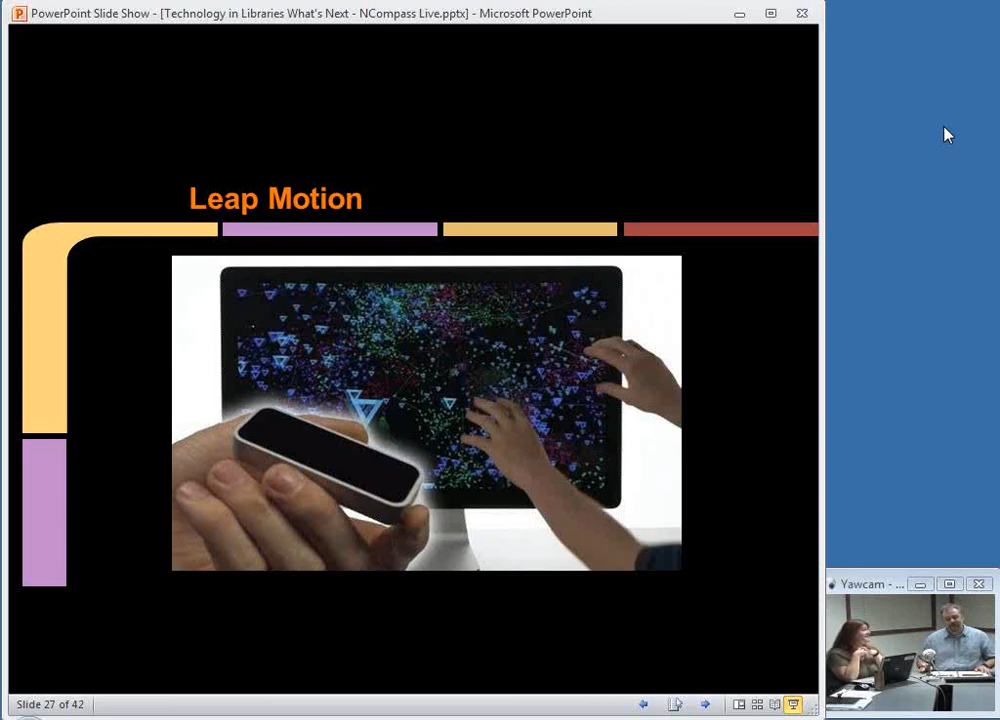 PowerPoint Slide Show - [Technology in Libraries What's Next - NCompass Live.pptx] - Microsoft PowerPoint
Leap Motion
Yawcam - ...
Slide 27 of 42